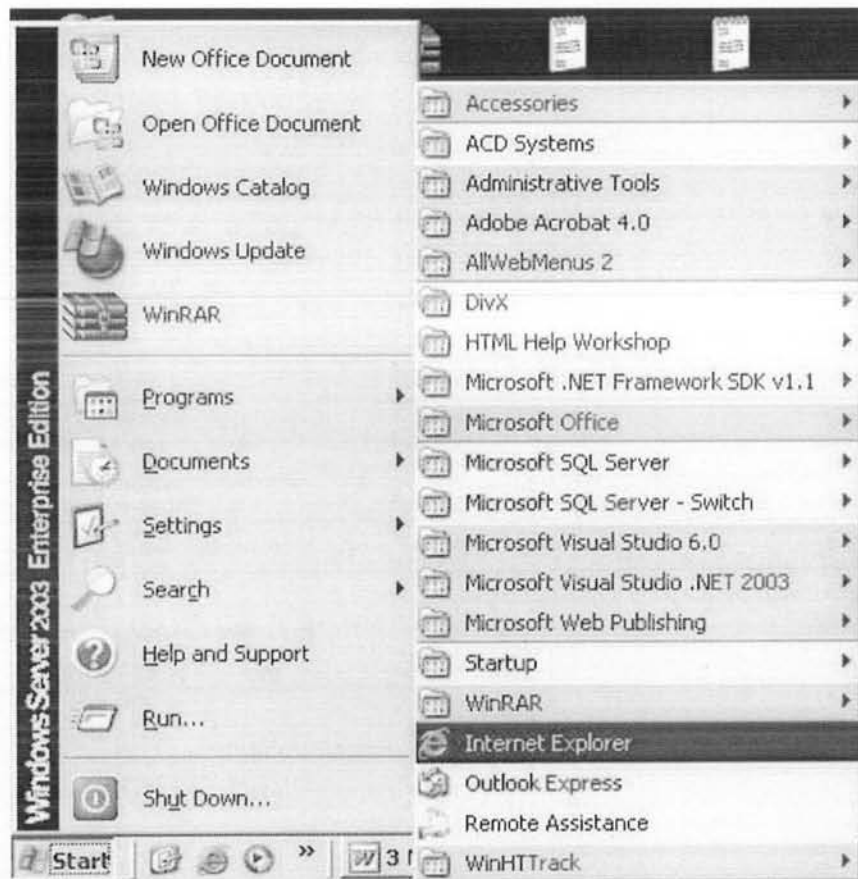 New Office Document
Open Office Document
Windows Catalog
Windows Update
WinRAR
Programs
Documents
Settings
Search
Help and Support
Run...
Shut Down...
Windows Server 2003 Enterprise Edition
Start
»
3
Accessories
ACD Systems
Administrative Tools
Adobe Acrobat 4.0
AllWebMenus 2
DivX
HTML Help Workshop
Microsoft .NET Framework SDK v1.1
Microsoft Office
Microsoft SQL Server
Microsoft SQL Server - Switch
Microsoft Visual Studio 6.0
Microsoft Visual Studio .NET 2003
Microsoft Web Publishing
Startup
WinRAR
Internet Explorer
Outlook Express
Remote Assistance
WinHTTrack